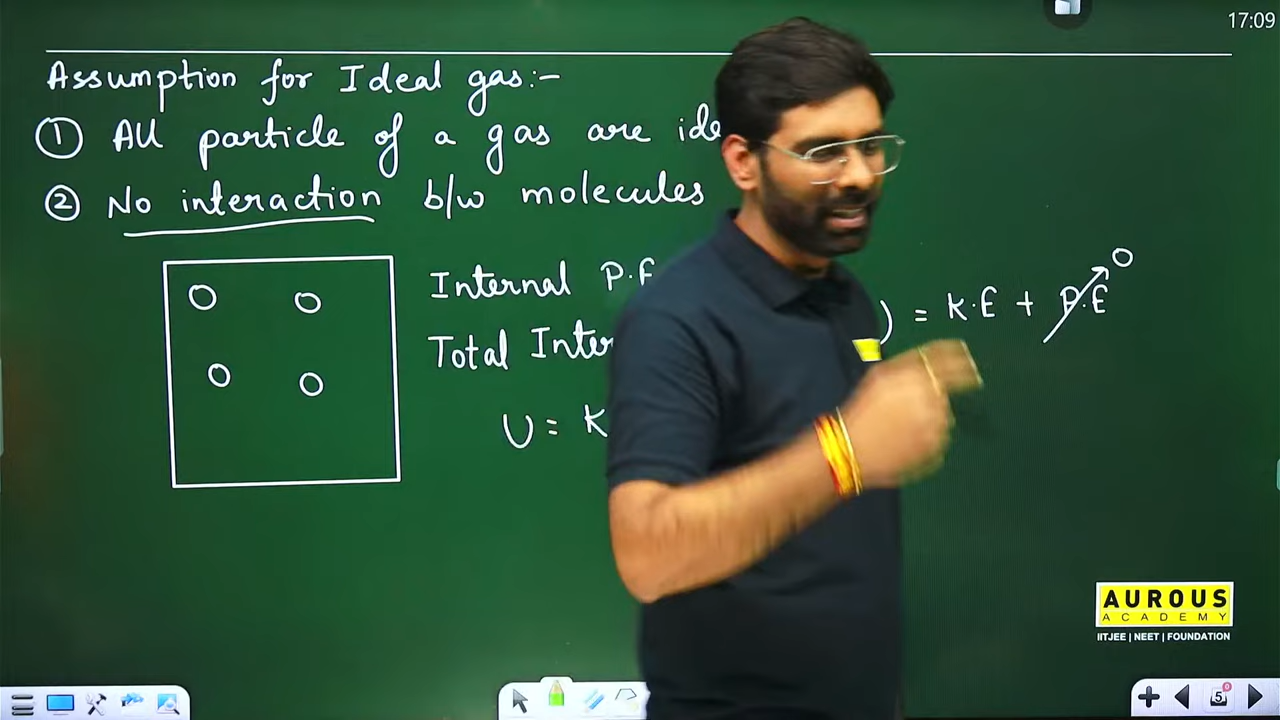 17:09
Assumption for Ideal gas:-
① All particle of a gas are ide
② No interaction b/w molecules
Internal P.E
Total Inter ) = K.E + P.E 0
U = K
AUROUS
ACADEMY
IITJEE | NEET | FOUNDATION
5